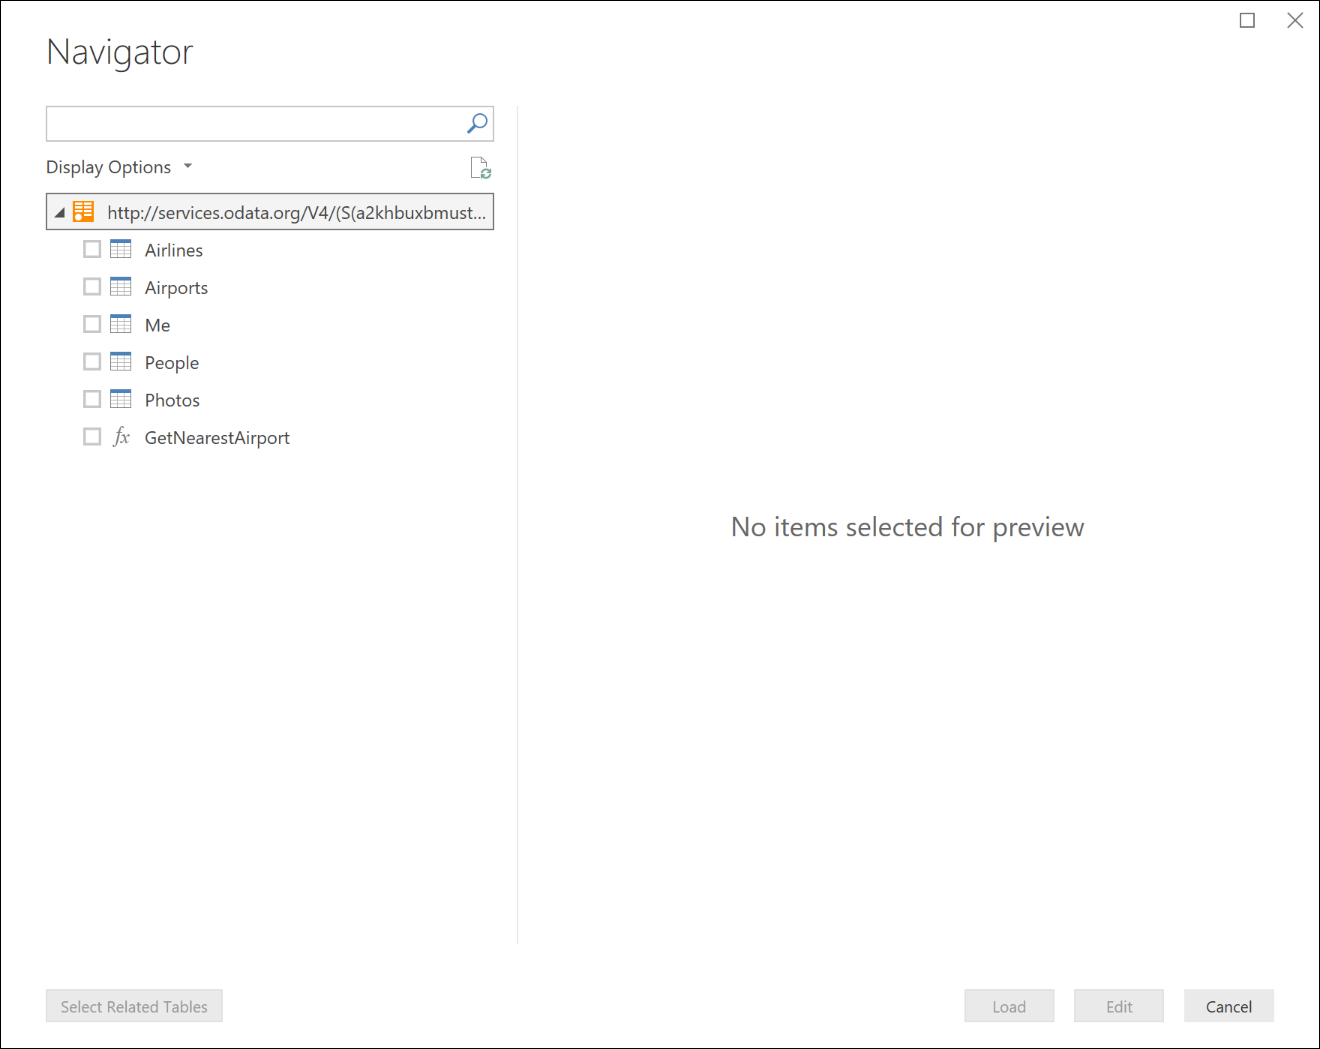 Navigator
Display Options
http://services.odata.org/V4/(S(a2khbuxbmust...
Airlines
Airports
Me
People
Photos
fx GetNearestAirport
No items selected for preview
Select Related Tables
Load
Edit
Cancel